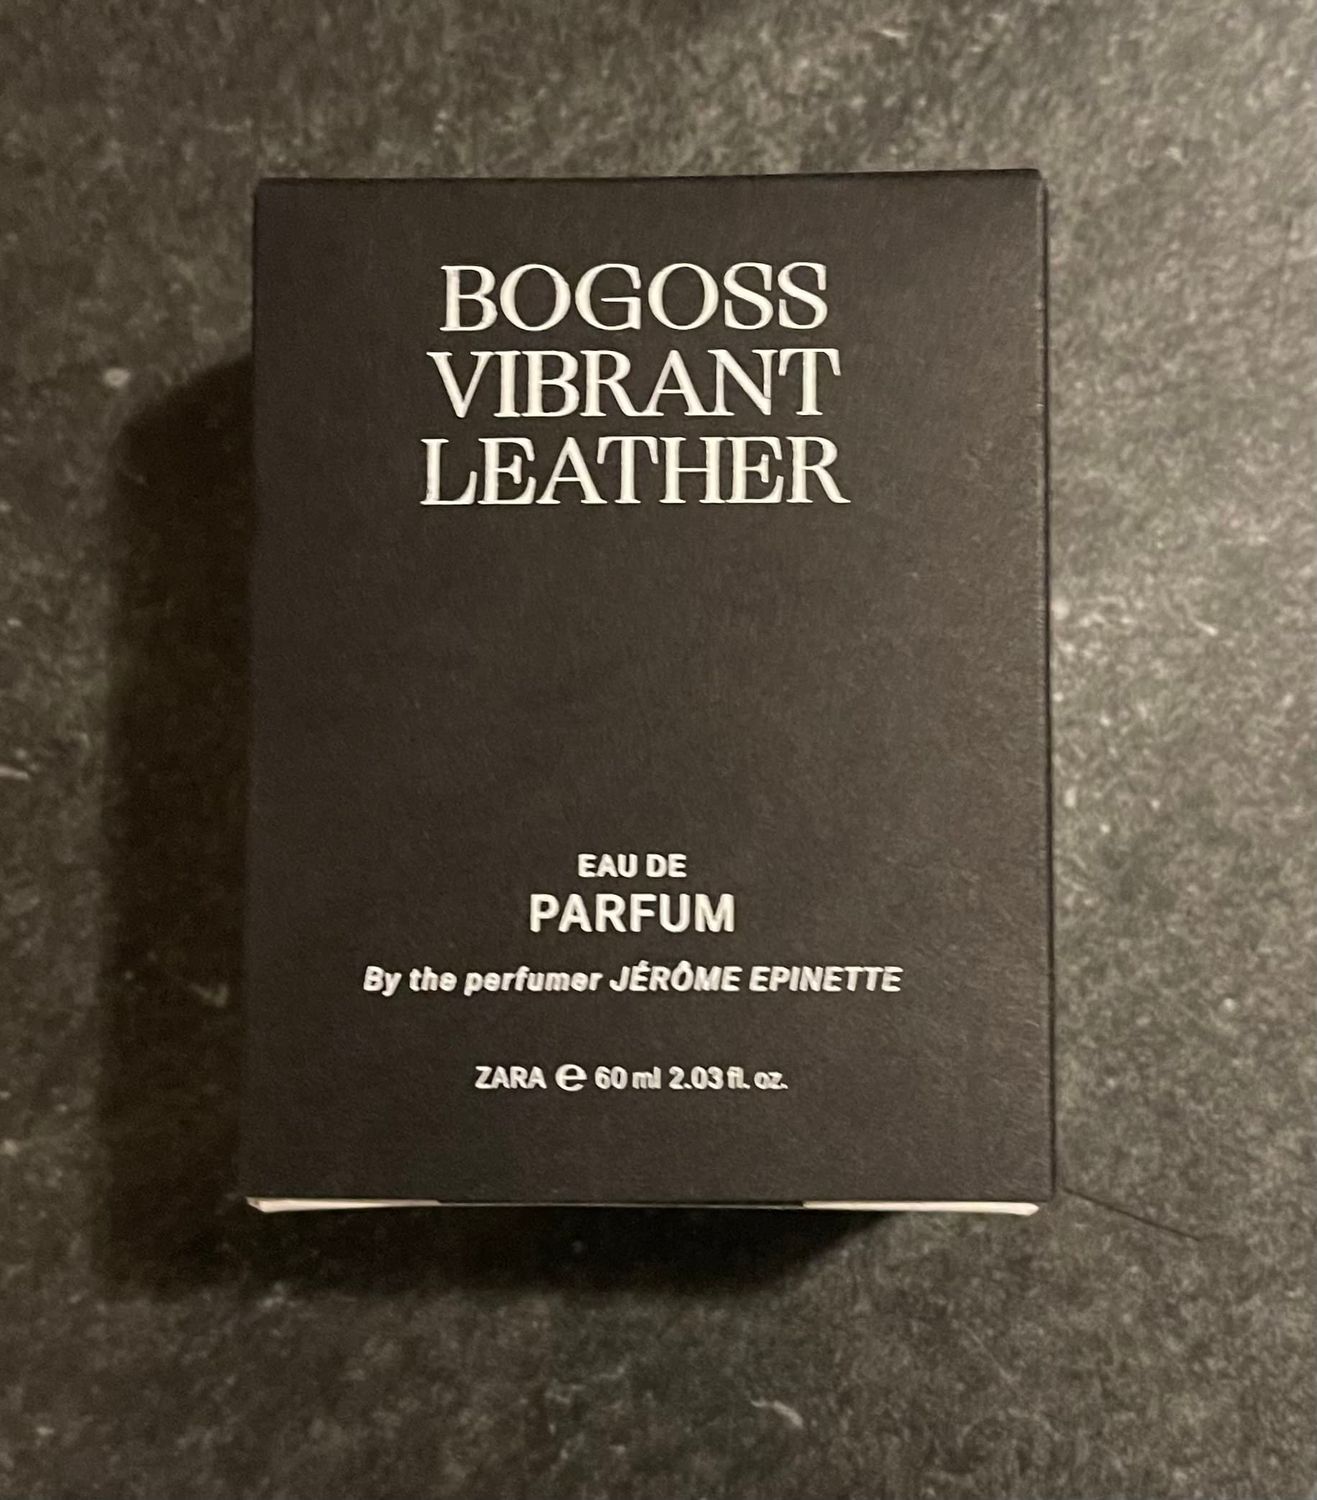 BOGOSS
VIBRANT
LEATHER
EAU DE
PARFUM
By the perfumer JÉRÔME EPINETTE
ZARA ℮ 60 ml 2.03 fl. oz.